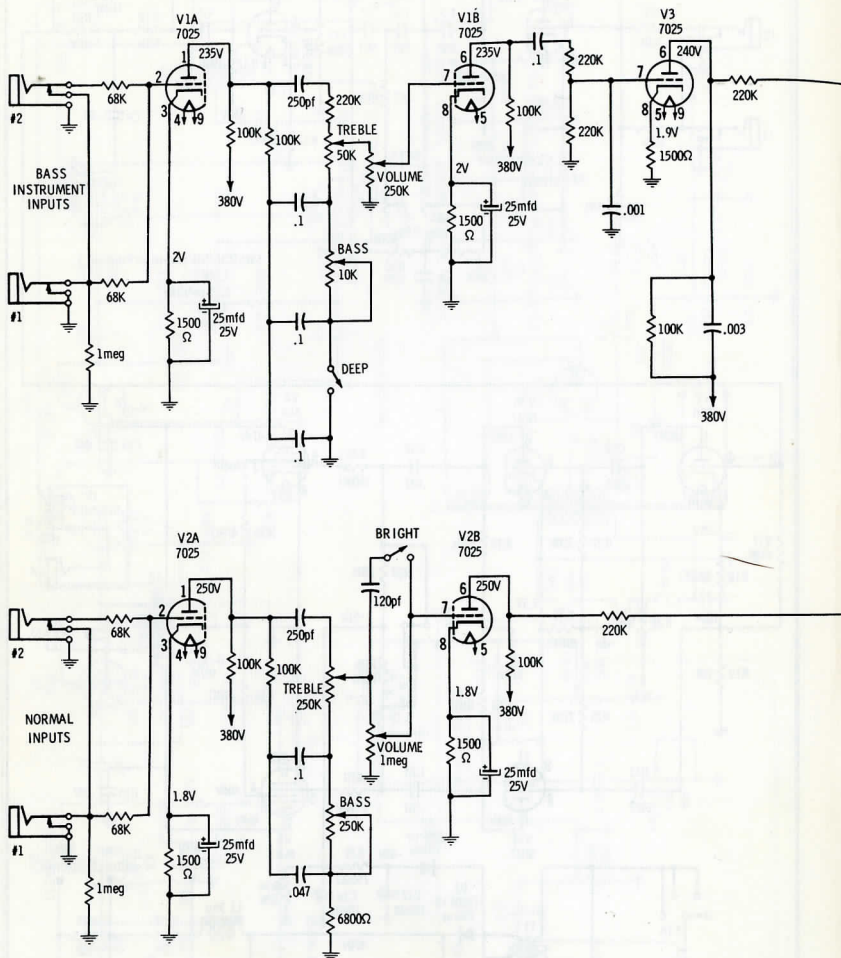 V1A
7025
235V
1
2
3
4
9
#2
68K
BASS
INSTRUMENT
INPUTS
#1
68K
1meg
2V
1500
Ω
25mfd
25V
100K
380V
100K
250pf
220K
TREBLE
50K
VOLUME
250K
.1
BASS
10K
.1
DEEP
.1
V1B
7025
235V
6
7
8
5
2V
1500
Ω
25mfd
25V
100K
380V
.1
220K
220K
.001
V3
7025
240V
6
7
8
5
9
1.9V
1500Ω
220K
100K
.003
380V
V2A
7025
250V
1
2
3
4
9
#2
68K
NORMAL
INPUTS
#1
68K
1meg
1.8V
1500
Ω
25mfd
25V
100K
380V
100K
250pf
TREBLE
250K
.1
BASS
250K
.047
6800Ω
BRIGHT
120pf
VOLUME
1meg
V2B
7025
250V
6
7
8
5
1.8V
1500
Ω
25mfd
25V
100K
380V
220K